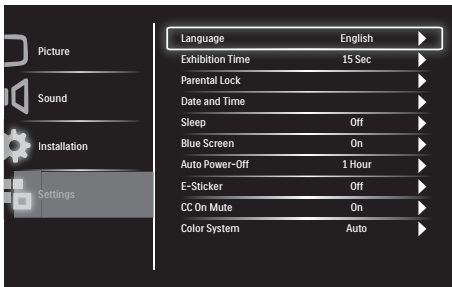 Picture
Sound
Installation
Settings
Language English
Exhibition Time 15 Sec
Parental Lock
Date and Time
Sleep Off
Blue Screen On
Auto Power-Off 1 Hour
E-Sticker Off
CC On Mute On
Color System Auto